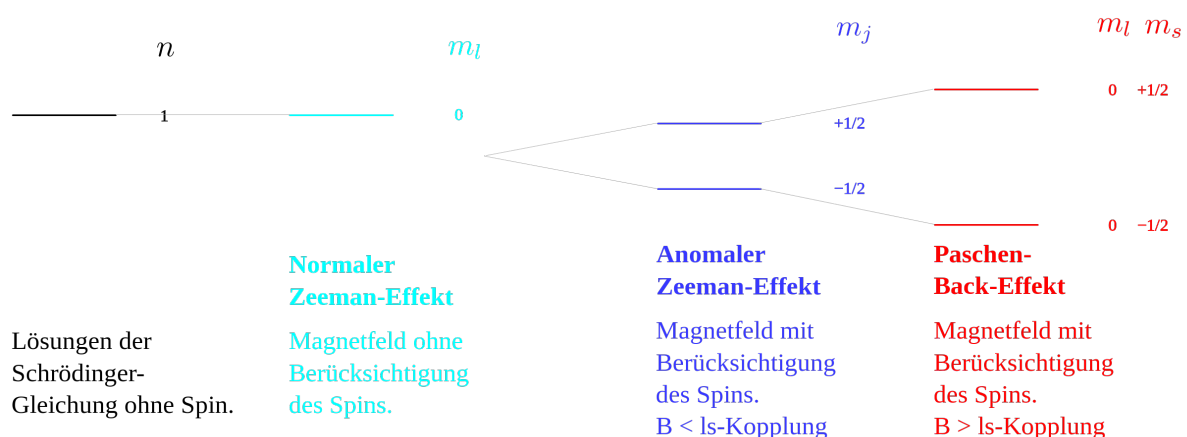 n
m_l
m_j
m_l m_s
1
0
+1/2
−1/2
0 +1/2
0 −1/2
Lösungen der
Schrödinger-
Gleichung ohne Spin.
Normaler
Zeeman-Effekt
Magnetfeld ohne
Berücksichtigung
des Spins.
Anomaler
Zeeman-Effekt
Magnetfeld mit
Berücksichtigung
des Spins.
B < ls-Kopplung
Paschen-
Back-Effekt
Magnetfeld mit
Berücksichtigung
des Spins.
B > ls-Kopplung